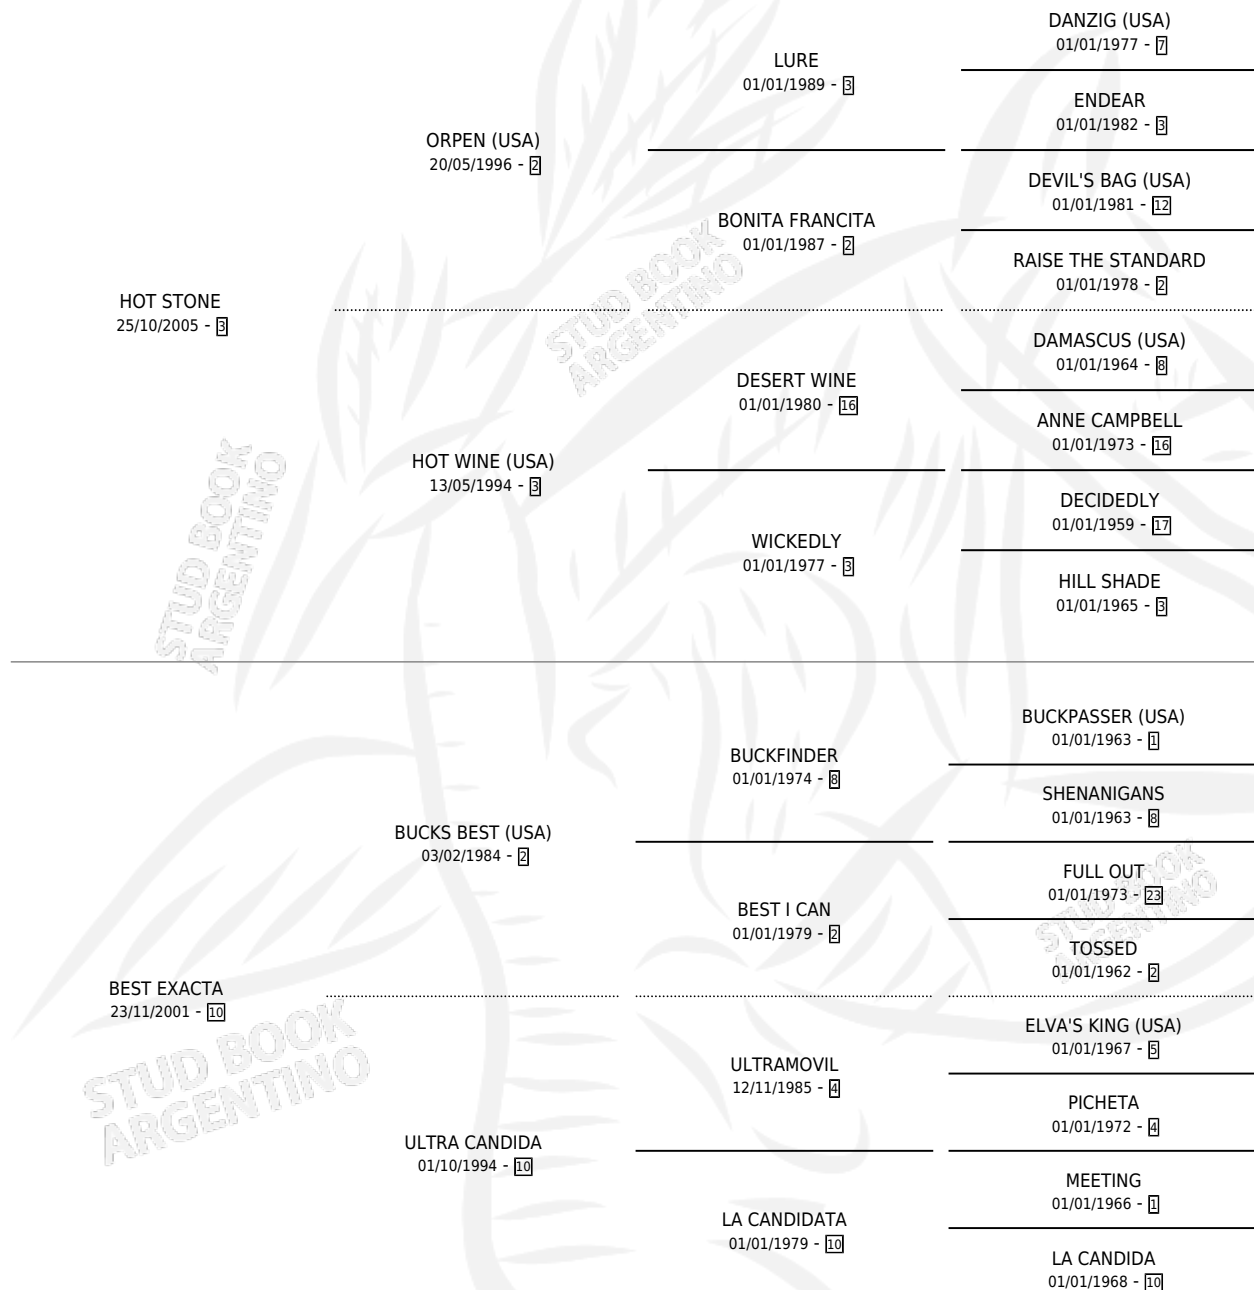 DANZIG (USA)
01/01/1977 - 7
LURE
01/01/1989 - 3
ENDEAR
01/01/1982 - 3
ORPEN (USA)
20/05/1996 - 2
DEVIL'S BAG (USA)
01/01/1981 - 12
BONITA FRANCITA
01/01/1987 - 2
RAISE THE STANDARD
01/01/1978 - 2
HOT STONE
25/10/2005 - 3
DAMASCUS (USA)
01/01/1964 - 8
DESERT WINE
01/01/1980 - 16
ANNE CAMPBELL
01/01/1973 - 16
HOT WINE (USA)
13/05/1994 - 3
DECIDEDLY
01/01/1959 - 17
WICKEDLY
01/01/1977 - 3
HILL SHADE
01/01/1965 - 3
BUCKPASSER (USA)
01/01/1963 - 1
BUCKFINDER
01/01/1974 - 8
SHENANIGANS
01/01/1963 - 8
BUCKS BEST (USA)
03/02/1984 - 2
FULL OUT
01/01/1973 - 23
BEST I CAN
01/01/1979 - 2
TOSSED
01/01/1962 - 2
BEST EXACTA
23/11/2001 - 10
ELVA'S KING (USA)
01/01/1967 - 5
ULTRAMOVIL
12/11/1985 - 4
PICHETA
01/01/1972 - 4
ULTRA CANDIDA
01/10/1994 - 10
MEETING
01/01/1966 - 1
LA CANDIDATA
01/01/1979 - 10
LA CANDIDA
01/01/1968 - 10
STUD BOOK
ARGENTINO
STUD BOOK
ARGENTINO
STUD BOOK
ARGENTINO
STUD BOOK
ARGENTINO